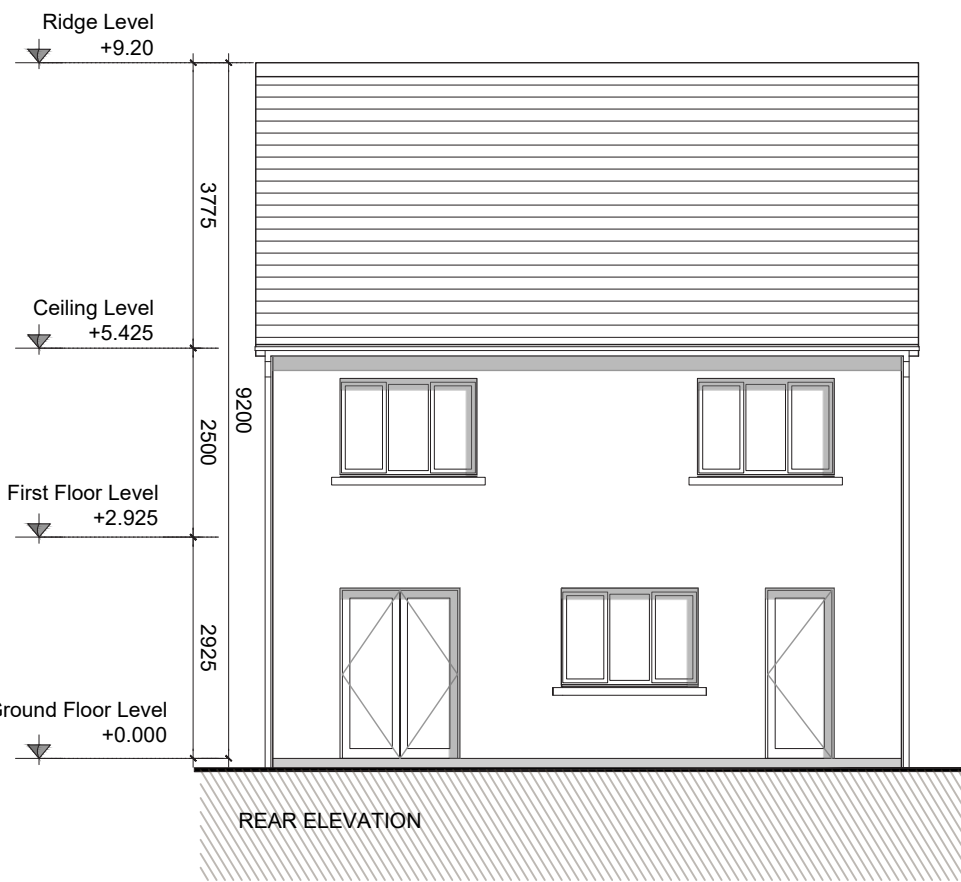 Ridge Level
+9.20
3775
Ceiling Level
+5.425
9200
2500
First Floor Level
+2.925
2925
Ground Floor Level
+0.000
REAR ELEVATION